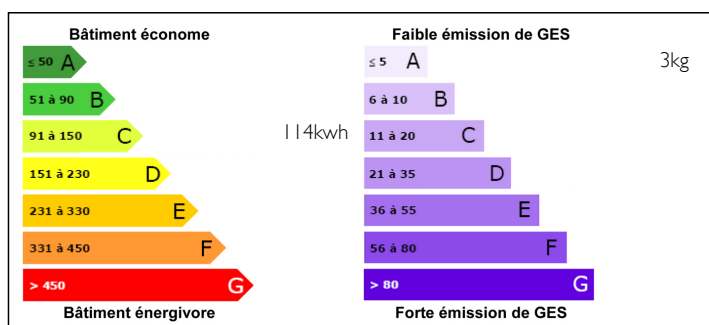 Bâtiment économe
≤ 50 A
51 à 90 B
91 à 150 C
114kwh
151 à 230 D
231 à 330 E
331 à 450 F
> 450 G
Bâtiment énergivore
Faible émission de GES
≤ 5 A
3kg
6 à 10 B
11 à 20 C
21 à 35 D
36 à 55 E
56 à 80 F
> 80 G
Forte émission de GES